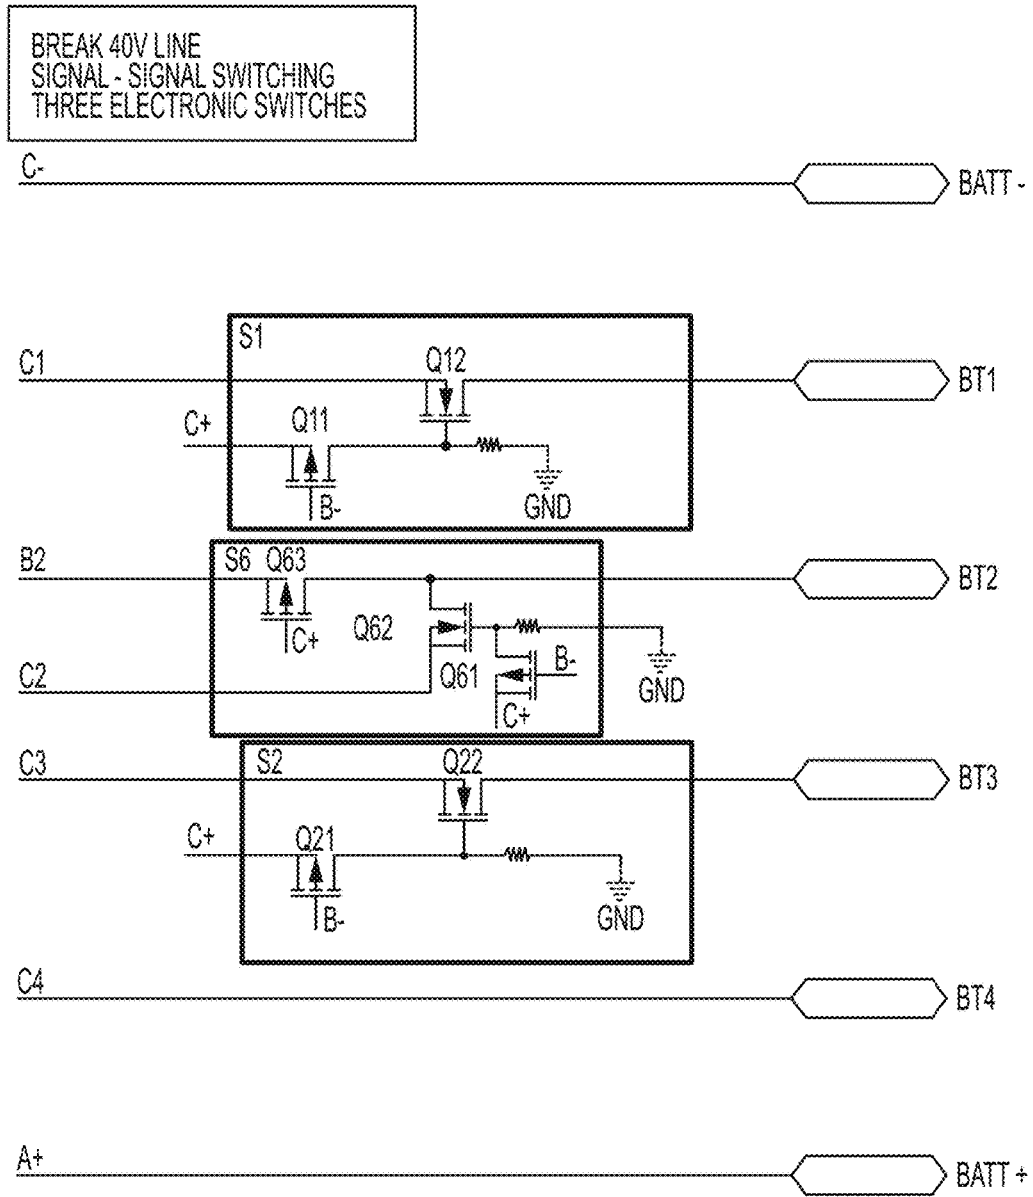 BREAK 40V LINE
SIGNAL - SIGNAL SWITCHING
THREE ELECTRONIC SWITCHES
C-
BATT -
S1
C1
Q12
BT1
C+
Q11
B-
GND
B2
S6
Q63
BT2
C+
Q62
B-
C2
Q61
GND
C+
C3
S2
Q22
BT3
C+
Q21
B-
GND
C4
BT4
A+
BATT +